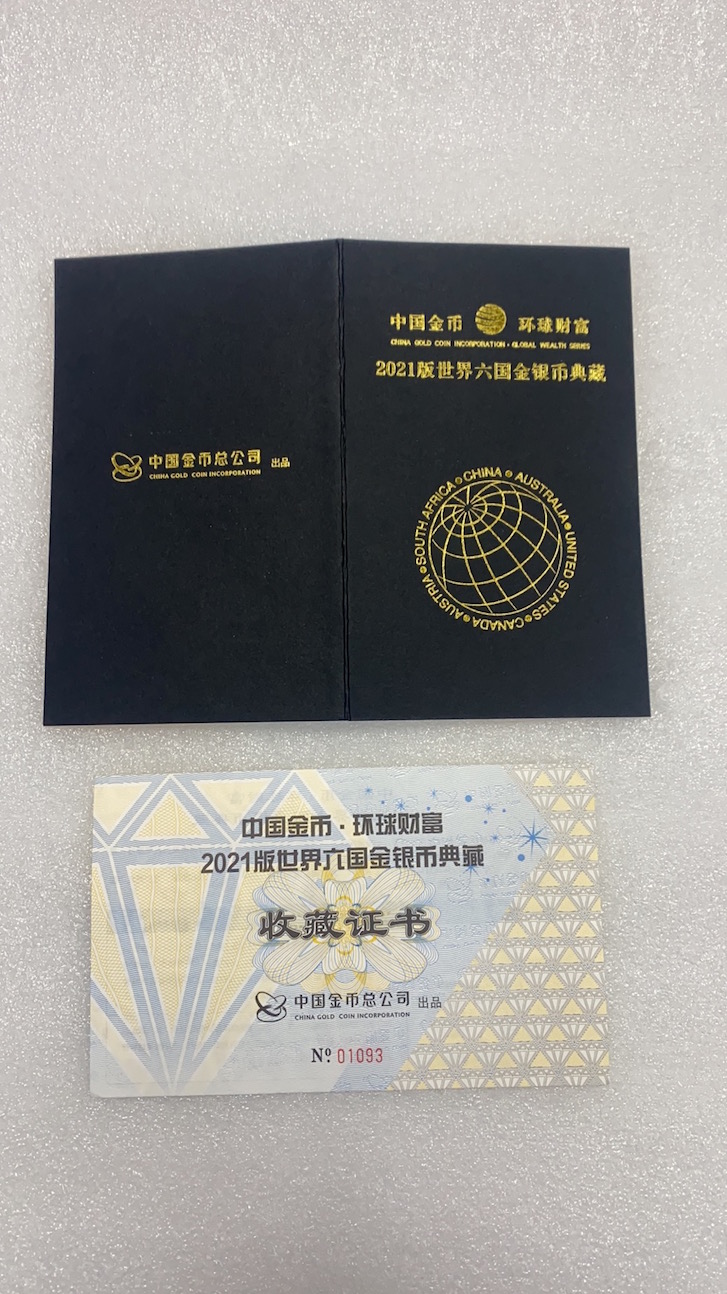 中国金币 环球财富
CHINA GOLD COIN INCORPORATION·GLOBAL WEALTH SERIES
2021版世界六国金银币典藏
中国金币总公司 出品
CHINA GOLD COIN INCORPORATION
SOUTH AFRICA CHINA AUSTRALIA UNITED STATES CANADA AUSTRIA
中国金币·环球财富
2021版世界六国金银币典藏
收藏证书
中国金币总公司 出品
CHINA GOLD COIN INCORPORATION
Nº 01093